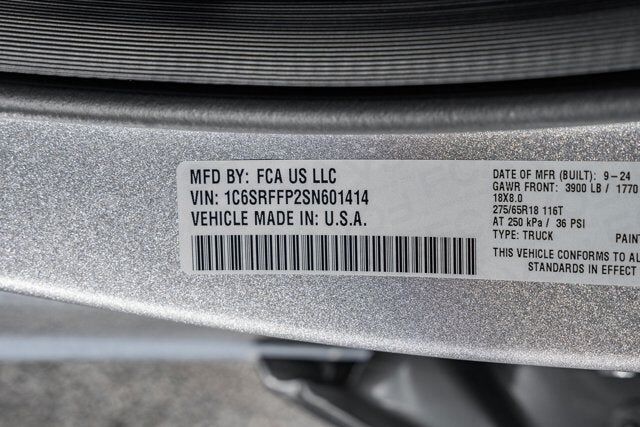 MFD BY: FCA US LLC
VIN: 1C6SRFFP2SN601414
VEHICLE MADE IN: U.S.A.
DATE OF MFR (BUILT): 9-24
GAWR FRONT: 3900 LB / 1770
18X8.0
275/65R18 116T
AT 250 kPa / 36 PSI
TYPE: TRUCK PAIN
THIS VEHICLE CONFORMS TO AL
STANDARDS IN EFFECT